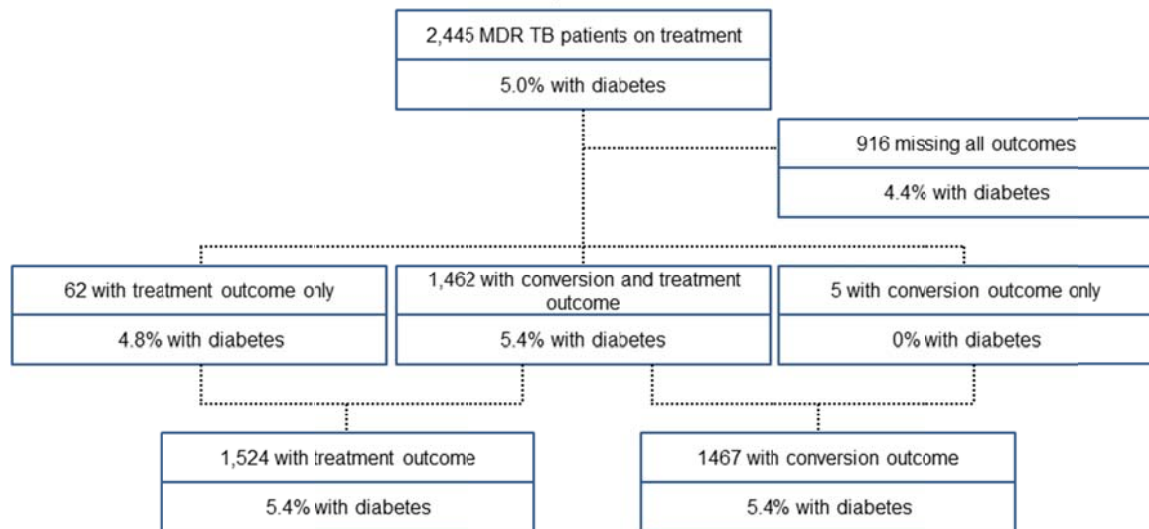 2,445 MDR TB patients on treatment
5.0% with diabetes
916 missing all outcomes
4.4% with diabetes
62 with treatment outcome only
4.8% with diabetes
1,462 with conversion and treatment
outcome
5.4% with diabetes
5 with conversion outcome only
0% with diabetes
1,524 with treatment outcome
5.4% with diabetes
1467 with conversion outcome
5.4% with diabetes